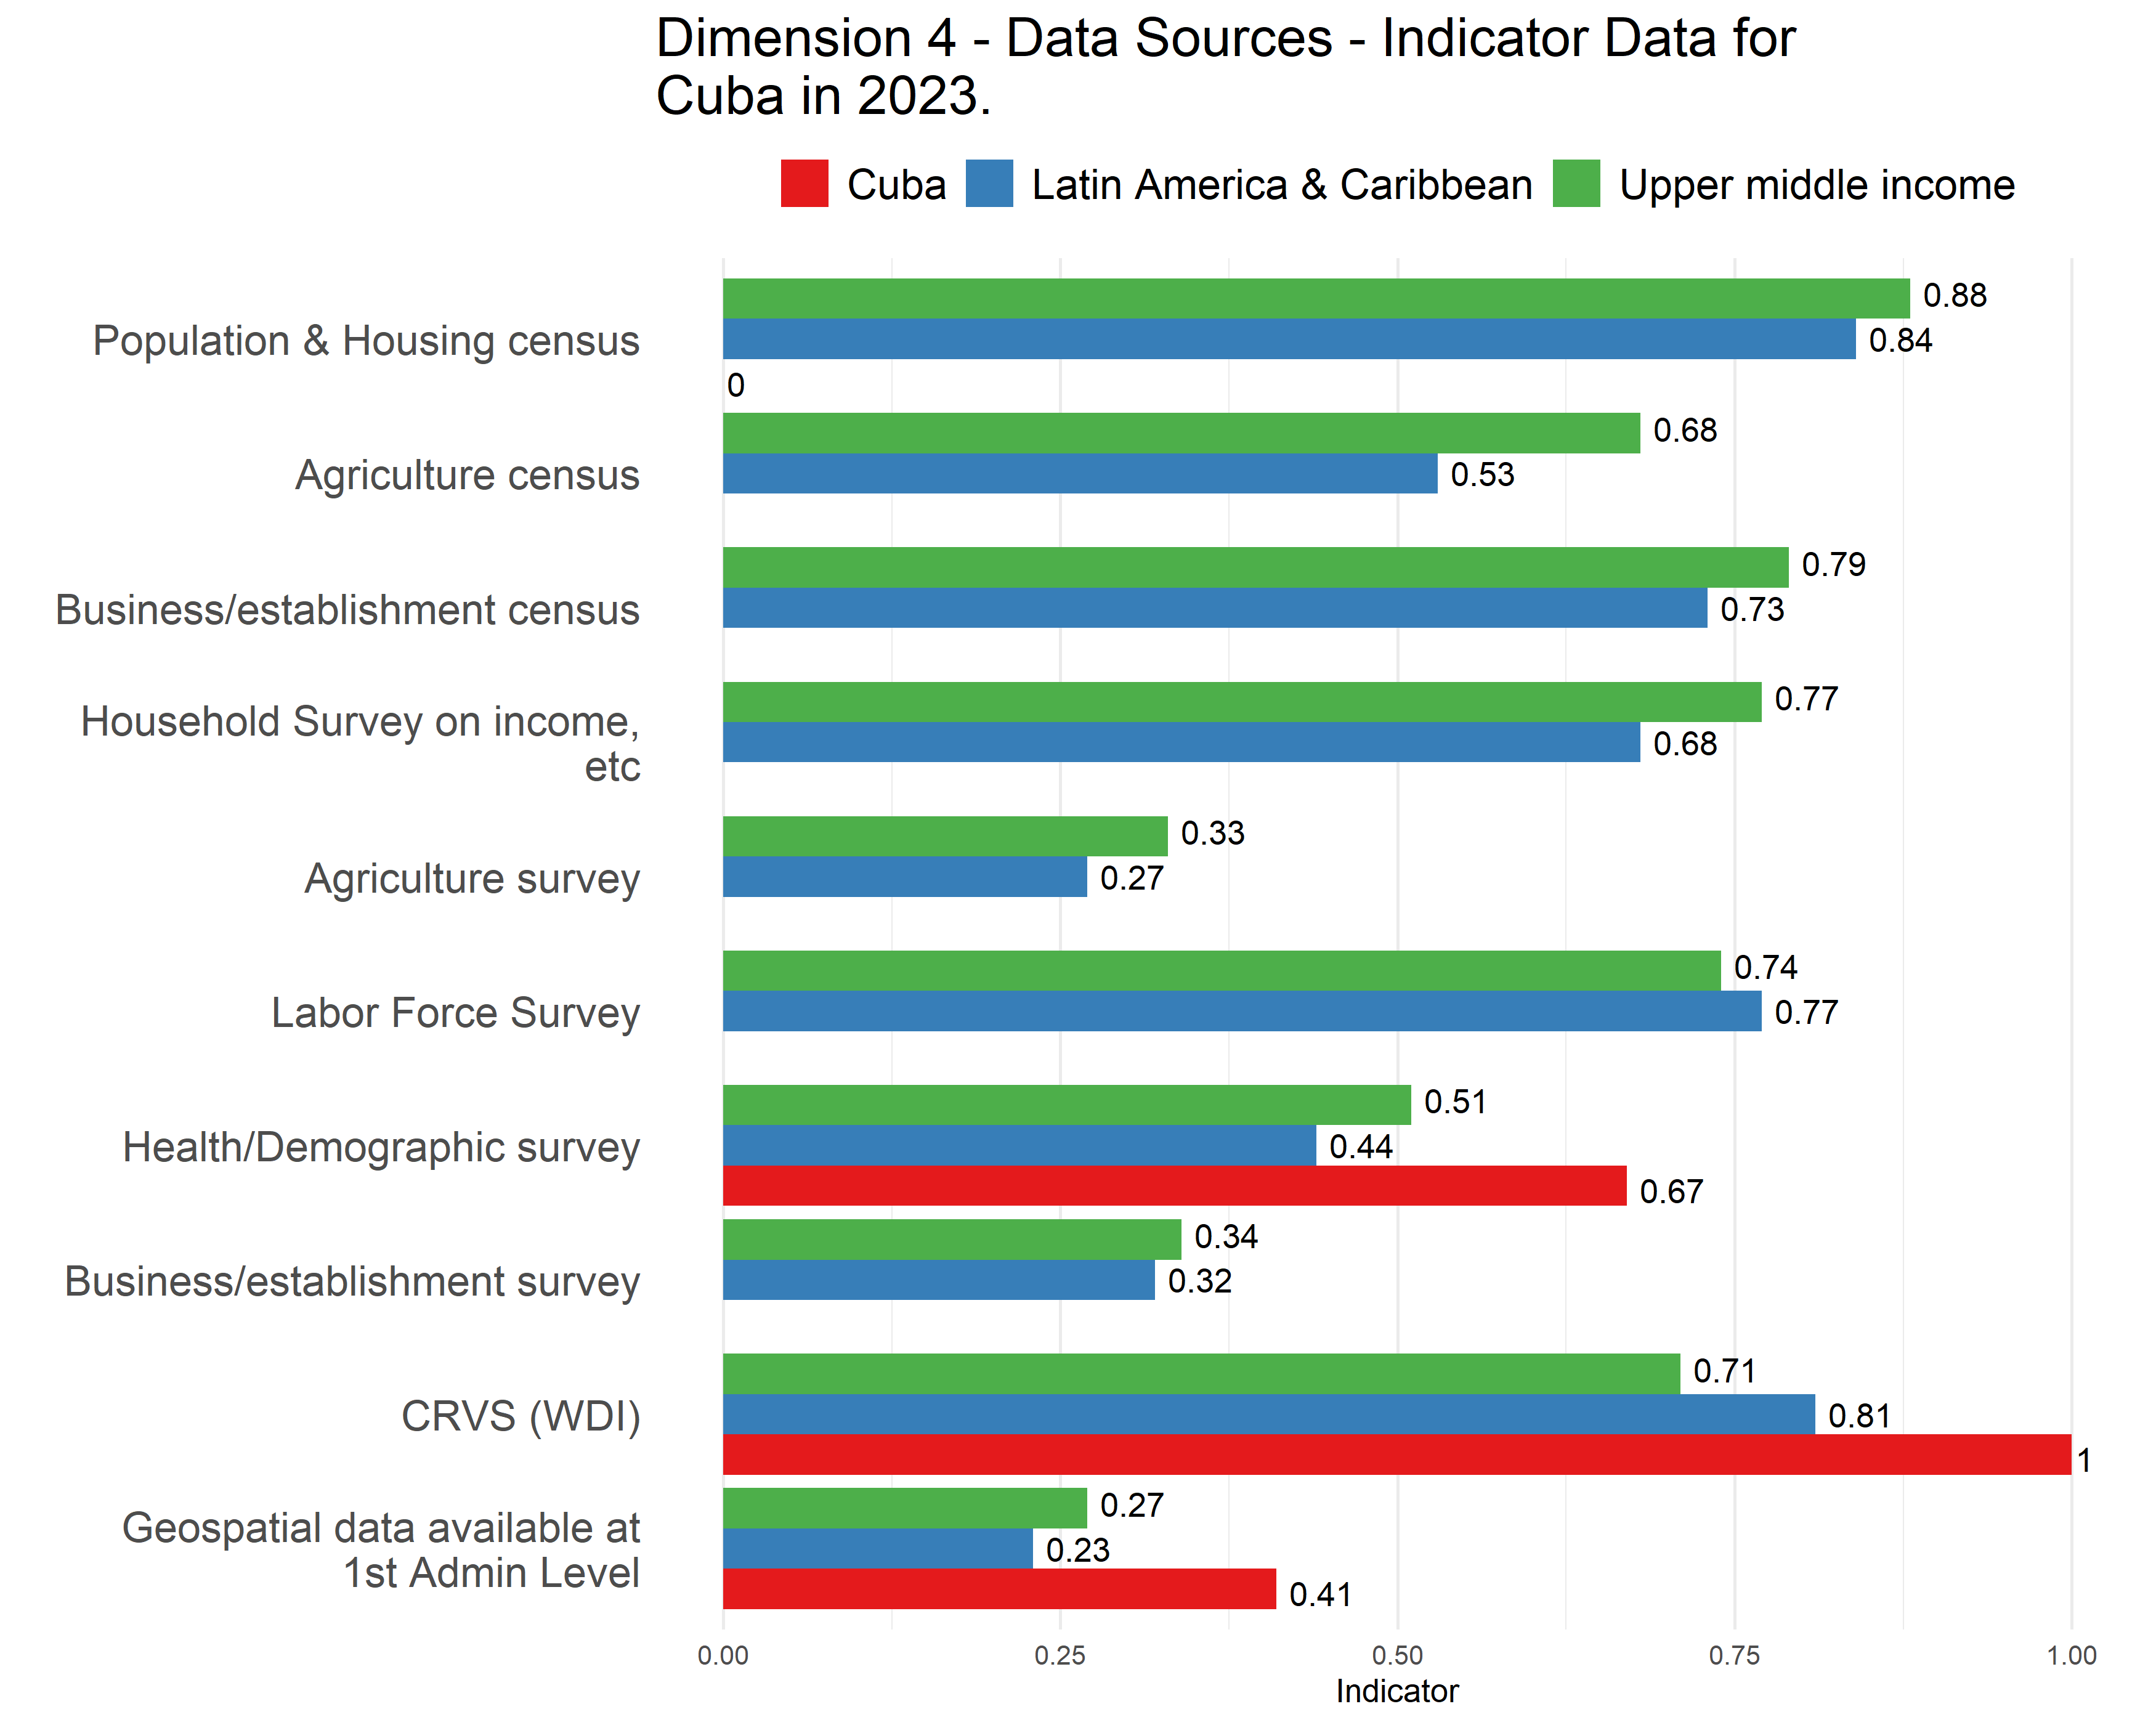 Dimension 4 - Data Sources - Indicator Data for
Cuba in 2023.
Cuba
Latin America & Caribbean
Upper middle income
Population & Housing census
0.88
0.84
0
Agriculture census
0.68
0.53
Business/establishment census
0.79
0.73
Household Survey on income,
etc
0.77
0.68
Agriculture survey
0.33
0.27
Labor Force Survey
0.74
0.77
Health/Demographic survey
0.51
0.44
0.67
Business/establishment survey
0.34
0.32
CRVS (WDI)
0.71
0.81
1
Geospatial data available at
1st Admin Level
0.27
0.23
0.41
0.00
0.25
0.50
0.75
1.00
Indicator